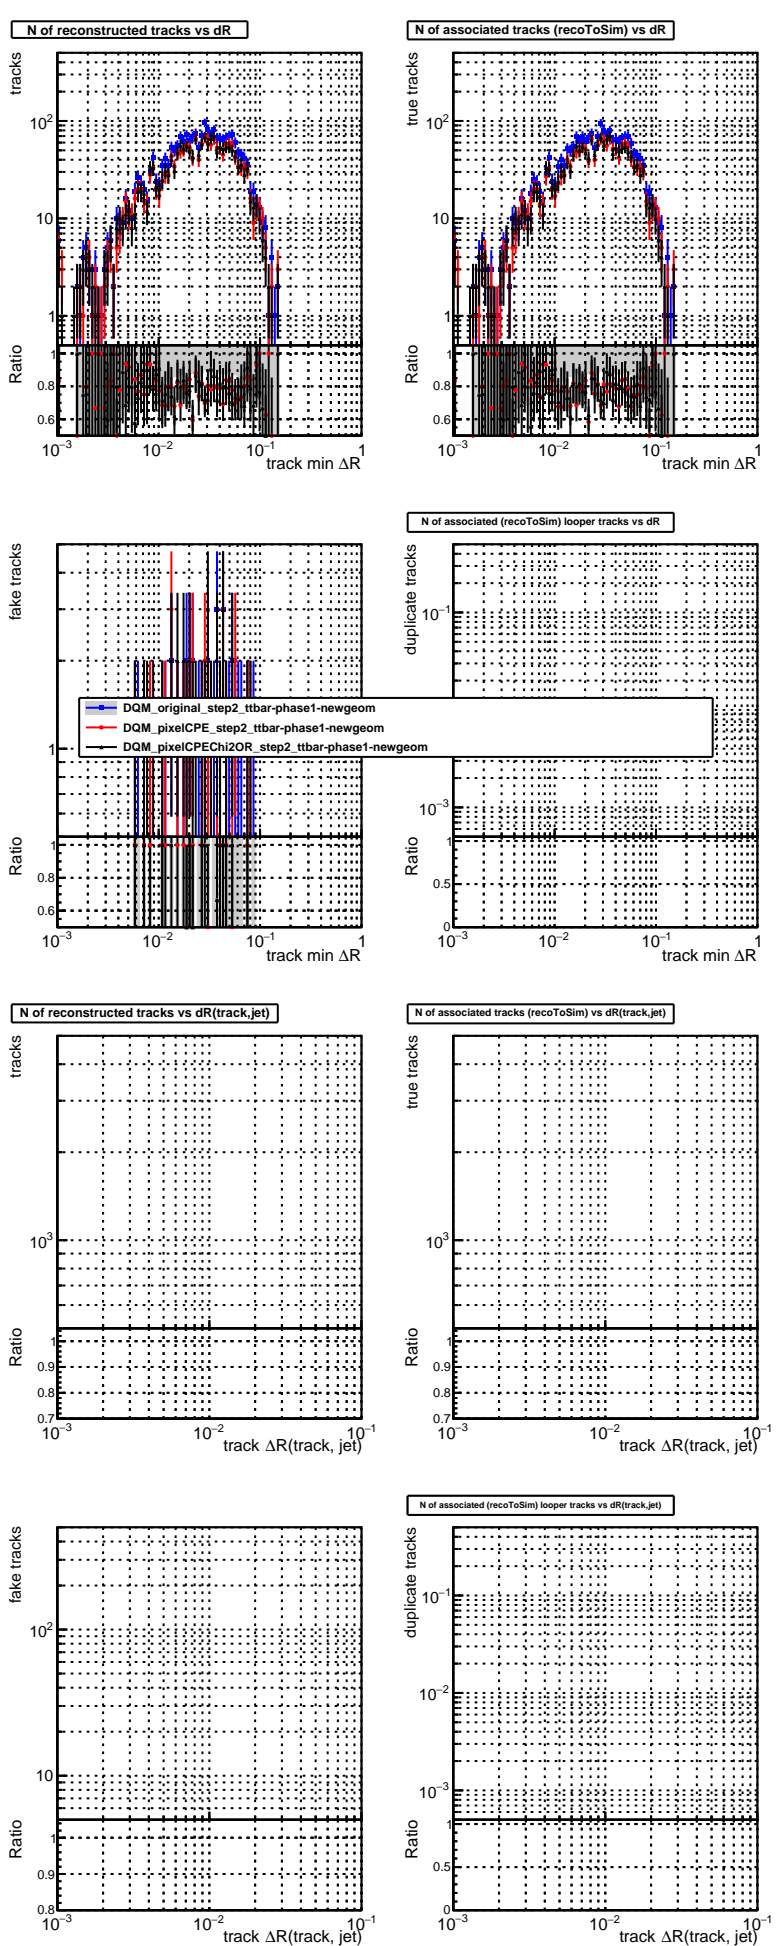 N of reconstructed tracks vs dR
tracks
10²
10
1
Ratio
1
0.8
0.6
10⁻³
10⁻²
10⁻¹
1
track min ΔR
N of associated tracks (recoToSim) vs dR
true tracks
10²
10
1
Ratio
1
0.8
0.6
10⁻³
10⁻²
10⁻¹
1
track min ΔR
fake tracks
1
Ratio
1
0.8
0.6
10⁻³
10⁻²
10⁻¹
1
track min ΔR
N of associated (recoToSim) looper tracks vs dR
duplicate tracks
10⁻¹
10⁻³
Ratio
1
0.5
0
10⁻³
10⁻²
10⁻¹
1
track min ΔR
DQM_original_step2_ttbar-phase1-newgeom
DQM_pixelCPE_step2_ttbar-phase1-newgeom
DQM_pixelCPEChi2OR_step2_ttbar-phase1-newgeom
N of reconstructed tracks vs dR(track,jet)
tracks
10³
Ratio
1
0.9
0.8
0.7
10⁻³
10⁻²
10⁻¹
track ΔR(track, jet)
N of associated tracks (recoToSim) vs dR(track,jet)
true tracks
10³
Ratio
1
0.9
0.8
0.7
10⁻³
10⁻²
10⁻¹
track ΔR(track, jet)
fake tracks
10²
10
Ratio
1
0.9
0.8
10⁻³
10⁻²
10⁻¹
track ΔR(track, jet)
N of associated (recoToSim) looper tracks vs dR(track,jet)
duplicate tracks
10⁻¹
10⁻²
10⁻³
Ratio
1
0.5
0
10⁻³
10⁻²
10⁻¹
track ΔR(track, jet)